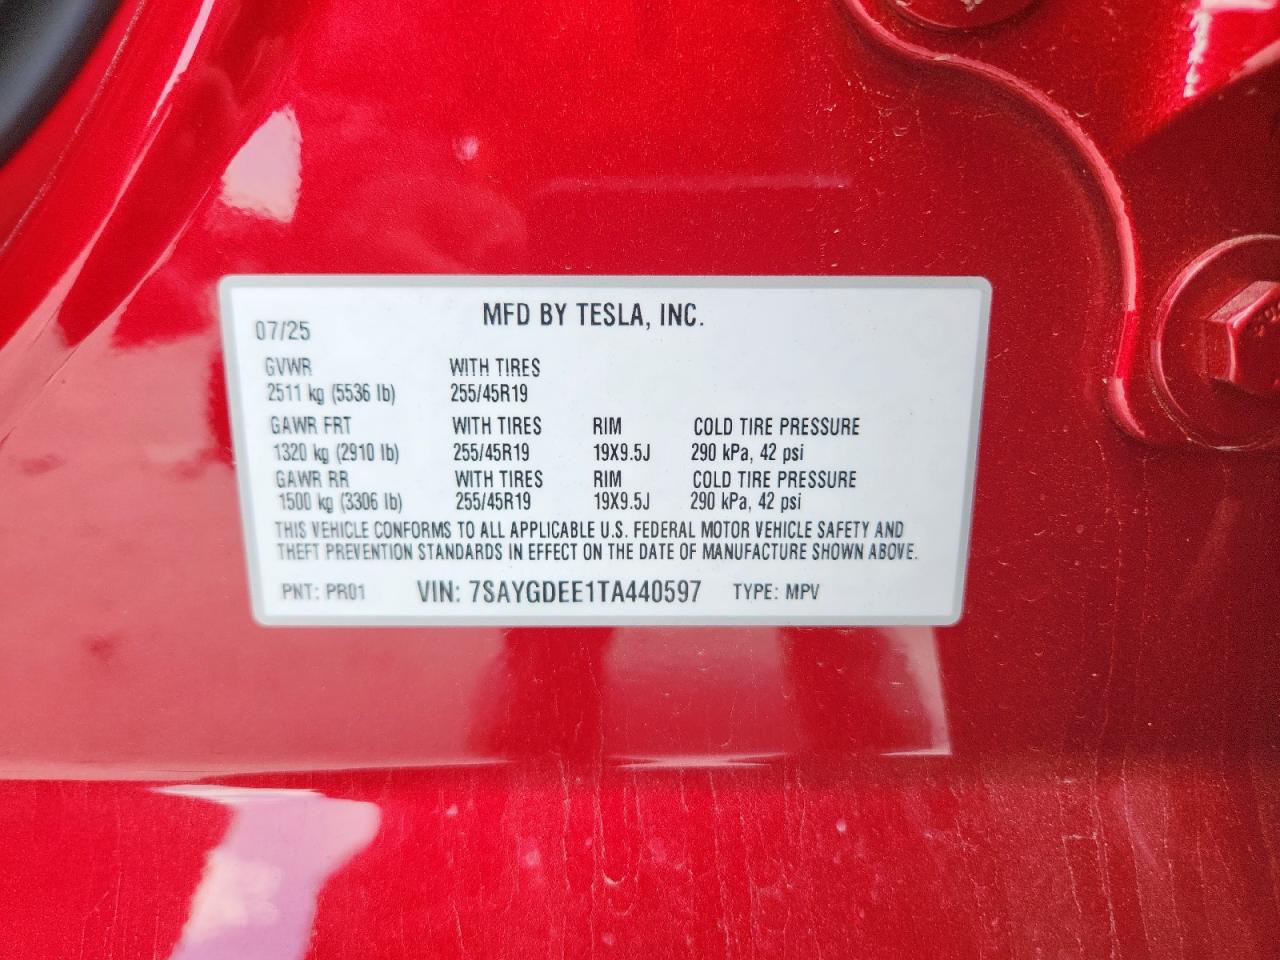 MFD BY TESLA, INC.
07/25
GVWR WITH TIRES
2511 kg (5536 lb) 255/45R19
GAWR FRT WITH TIRES RIM COLD TIRE PRESSURE
1320 kg (2910 lb) 255/45R19 19X9.5J 290 kPa, 42 psi
GAWR RR WITH TIRES RIM COLD TIRE PRESSURE
1500 kg (3306 lb) 255/45R19 19X9.5J 290 kPa, 42 psi
THIS VEHICLE CONFORMS TO ALL APPLICABLE U.S. FEDERAL MOTOR VEHICLE SAFETY AND
THEFT PREVENTION STANDARDS IN EFFECT ON THE DATE OF MANUFACTURE SHOWN ABOVE.
PNT: PR01 VIN: 7SAYGDEE1TA440597 TYPE: MPV